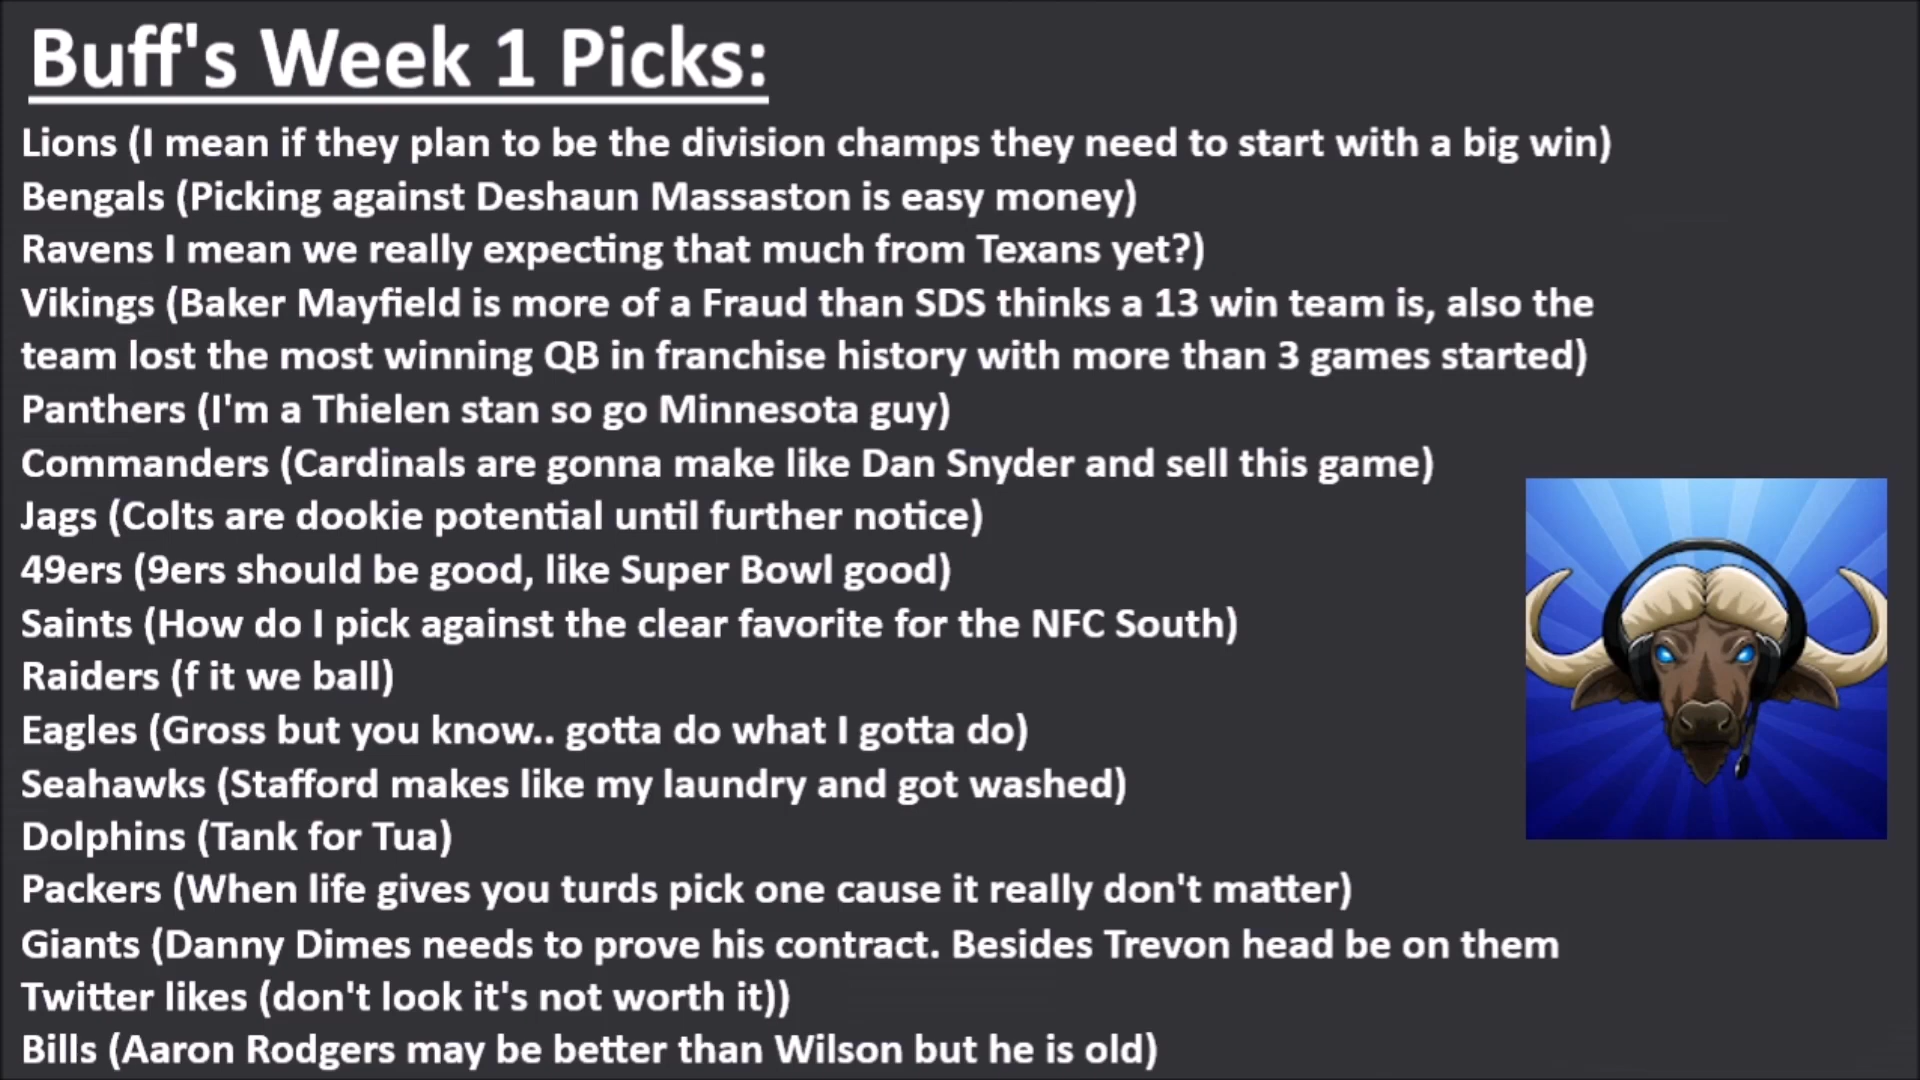 Buff's Week 1 Picks:
Lions (I mean if they plan to be the division champs they need to start with a big win)
Bengals (Picking against Deshaun Massaston is easy money)
Ravens I mean we really expecting that much from Texans yet?)
Vikings (Baker Mayfield is more of a Fraud than SDS thinks a 13 win team is, also the
team lost the most winning QB in franchise history with more than 3 games started)
Panthers (I'm a Thielen stan so go Minnesota guy)
Commanders (Cardinals are gonna make like Dan Snyder and sell this game)
Jags (Colts are dookie potential until further notice)
49ers (9ers should be good, like Super Bowl good)
Saints (How do I pick against the clear favorite for the NFC South)
Raiders (f it we ball)
Eagles (Gross but you know.. gotta do what I gotta do)
Seahawks (Stafford makes like my laundry and got washed)
Dolphins (Tank for Tua)
Packers (When life gives you turds pick one cause it really don't matter)
Giants (Danny Dimes needs to prove his contract. Besides Trevon head be on them
Twitter likes (don't look it's not worth it))
Bills (Aaron Rodgers may be better than Wilson but he is old)